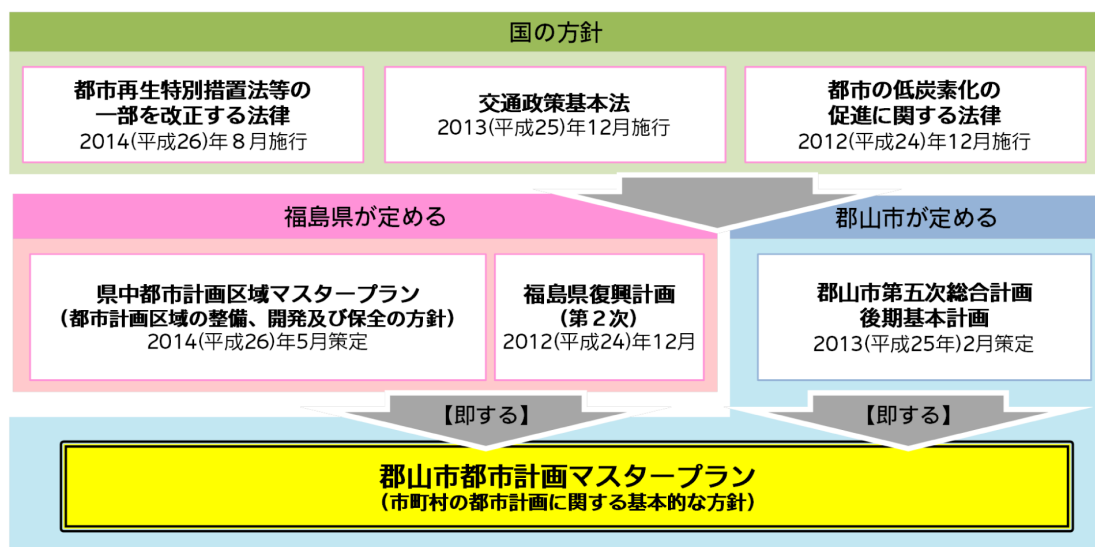 国の方針
都市再生特別措置法等の
一部を改正する法律
2014(平成26)年８月施行
交通政策基本法
2013(平成25)年12月施行
都市の低炭素化の
促進に関する法律
2012(平成24)年12月施行
福島県が定める
県中都市計画区域マスタープラン
（都市計画区域の整備、開発及び保全の方針）
2014(平成26)年5月策定
福島県復興計画
（第２次）
2012(平成24)年12月
郡山市が定める
郡山市第五次総合計画
後期基本計画
2013(平成25年)2月策定
【即する】
【即する】
郡山市都市計画マスタープラン
（市町村の都市計画に関する基本的な方針）